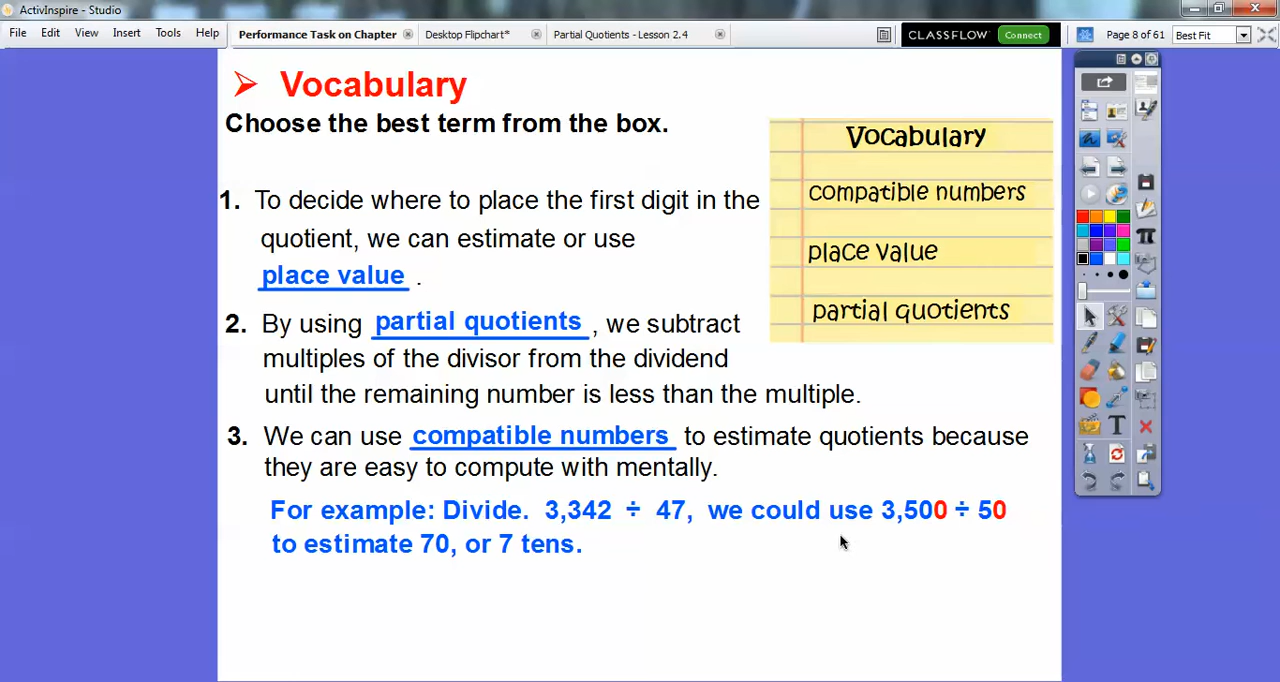 ActivInspire - Studio
File Edit View Insert Tools Help Performance Task on Chapter Desktop Flipchart* Partial Quotients - Lesson 2.4 CLASSFLOW Connect Page 8 of 61 Best Fit
Vocabulary
Choose the best term from the box.
Vocabulary
compatible numbers
place value
partial quotients
1. To decide where to place the first digit in the
quotient, we can estimate or use
place value .
2. By using partial quotients , we subtract
multiples of the divisor from the dividend
until the remaining number is less than the multiple.
3. We can use compatible numbers to estimate quotients because
they are easy to compute with mentally.
For example: Divide. 3,342 ÷ 47, we could use 3,500 ÷ 50
to estimate 70, or 7 tens.